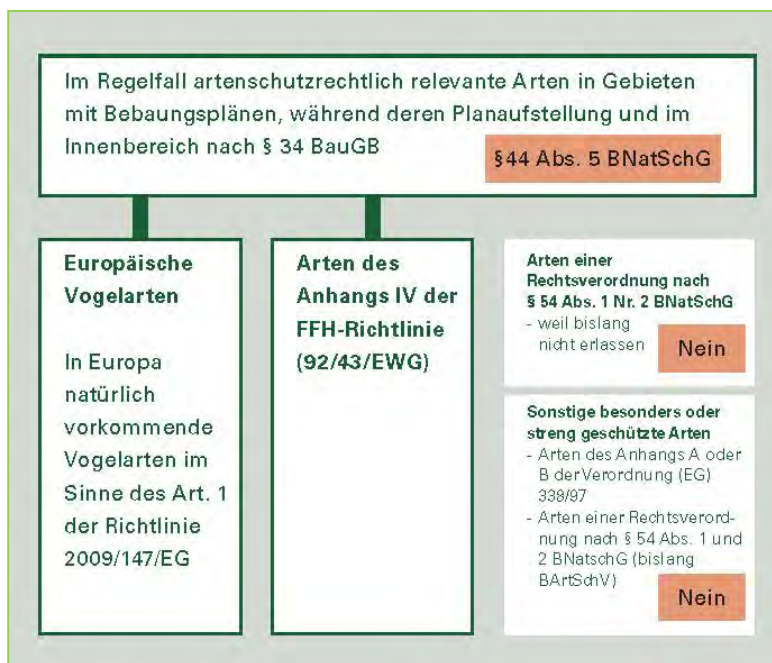 Im Regelfall artenschutzrechtlich relevante Arten in Gebieten
mit Bebaungsplänen, während deren Planaufstellung und im
Innenbereich nach § 34 BauGB
§44 Abs. 5 BNatSchG
Europäische
Vogelarten
In Europa
natürlich
vorkommende
Vogelarten im
Sinne des Art. 1
der Richtlinie
2009/147/EG
Arten des
Anhangs IV der
FFH-Richtlinie
(92/43/EWG)
Arten einer
Rechtsverordnung nach
§ 54 Abs. 1 Nr. 2 BNatSchG
- weil bislang
nicht erlassen
Nein
Sonstige besonders oder
streng geschützte Arten
- Arten des Anhangs A oder
B der Verordnung (EG)
338/97
- Arten einer Rechtsverord-
nung nach § 54 Abs. 1 und
2 BNatschG (bislang
BArtSchV)
Nein